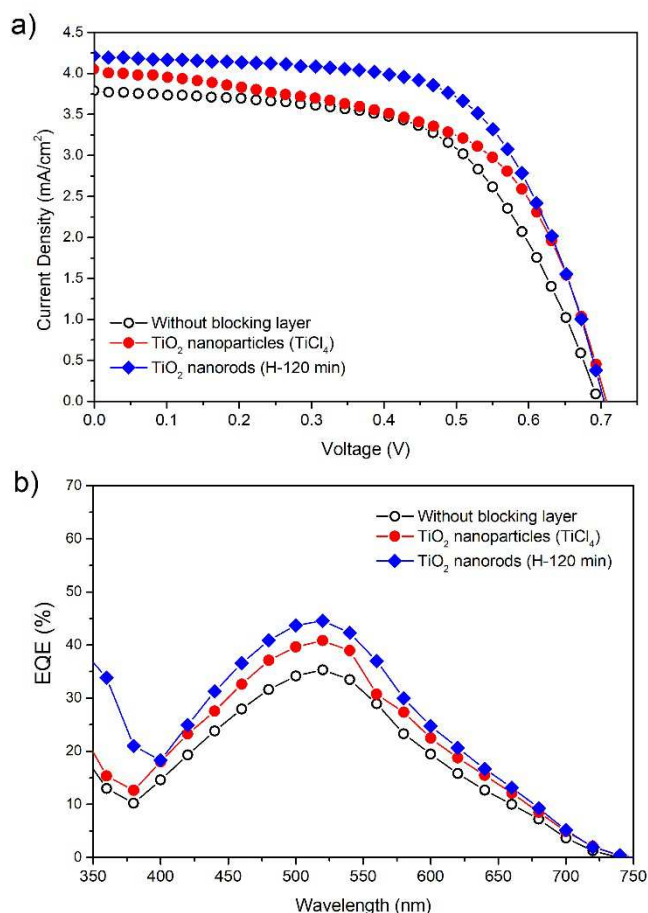 a)
4.5
4.0
3.5
3.0
2.5
2.0
1.5
1.0
0.5
0.0
Current Density (mA/cm²)
Without blocking layer
TiO₂ nanoparticles (TiCl₄)
TiO₂ nanorods (H-120 min)
0.0 0.1 0.2 0.3 0.4 0.5 0.6 0.7
Voltage (V)
b)
70
60
50
40
30
20
10
0
EQE (%)
Without blocking layer
TiO₂ nanoparticles (TiCl₄)
TiO₂ nanorods (H-120 min)
350 400 450 500 550 600 650 700 750
Wavelength (nm)